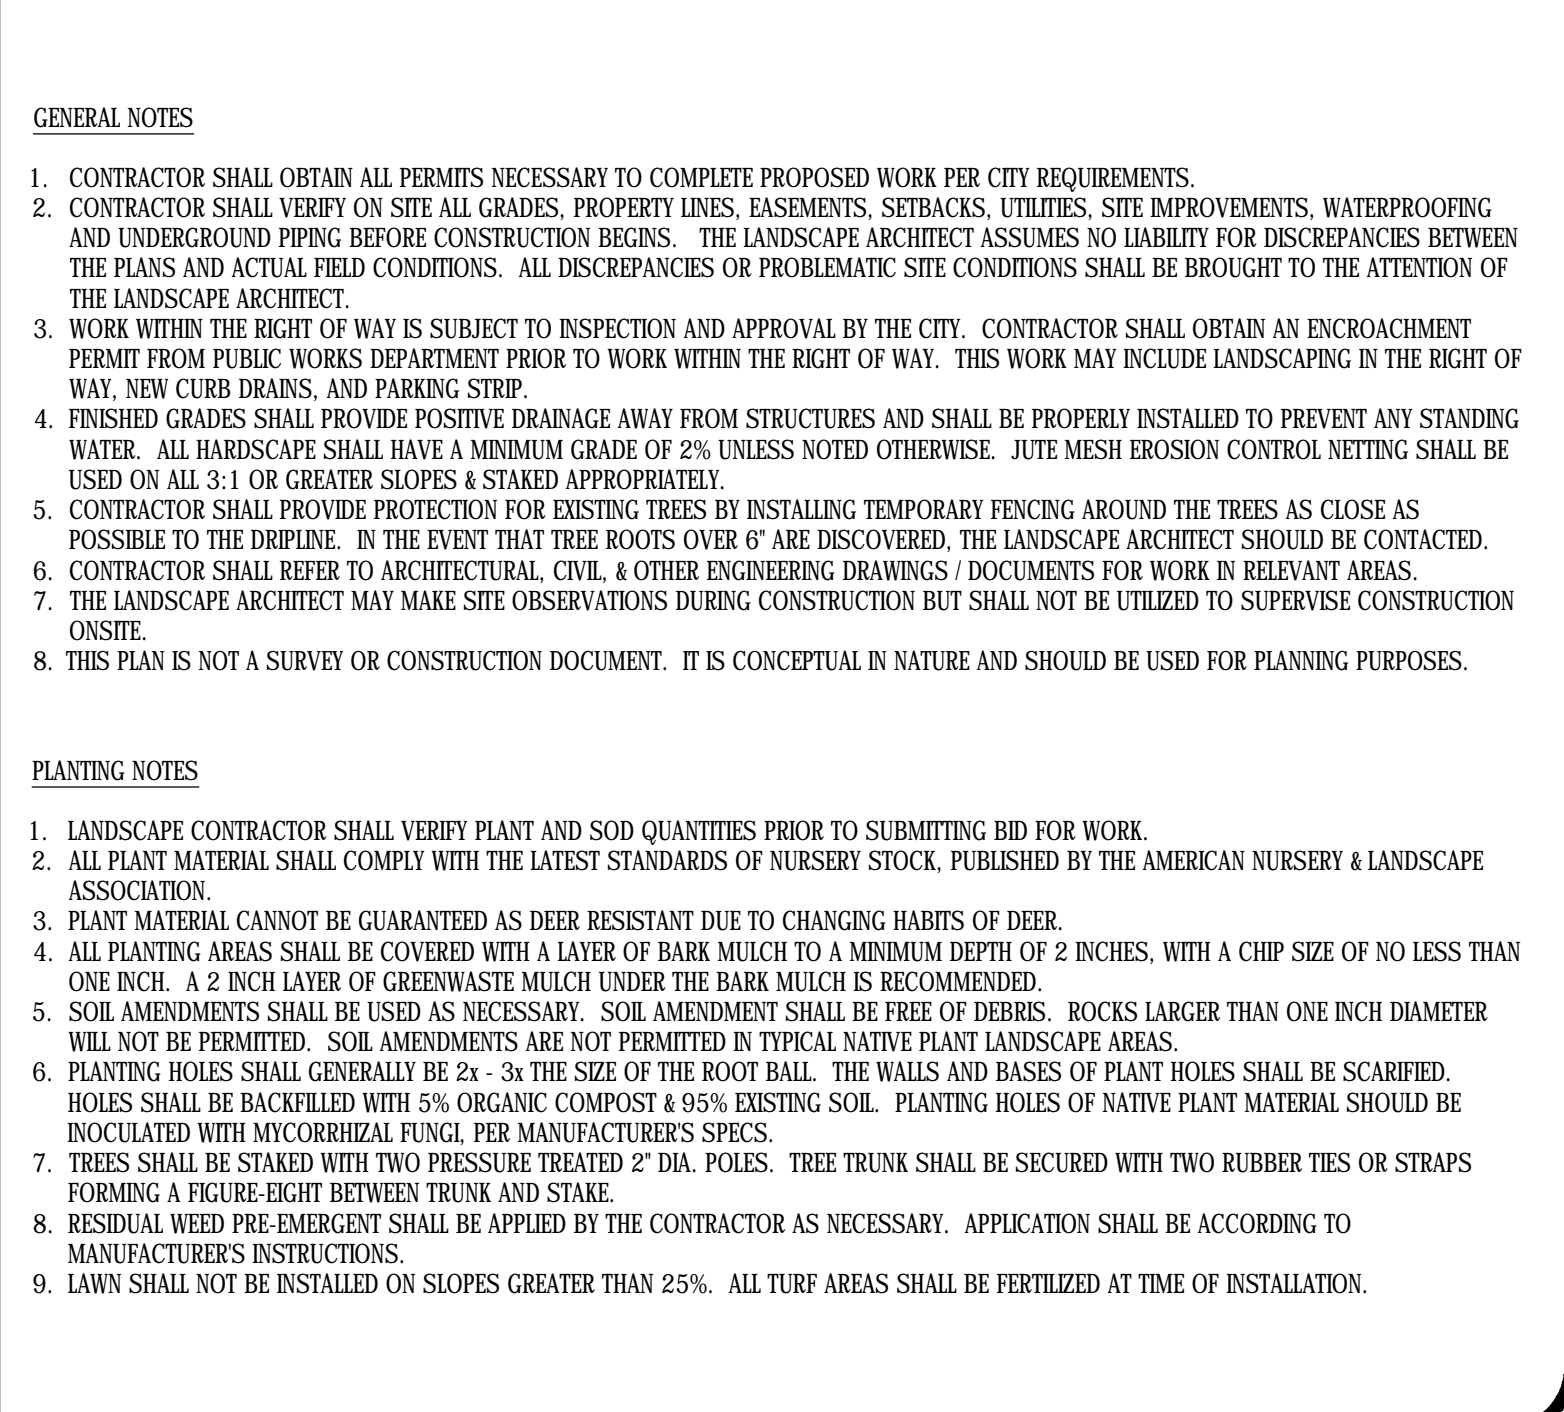 GENERAL NOTES
1. CONTRACTOR SHALL OBTAIN ALL PERMITS NECESSARY TO COMPLETE PROPOSED WORK PER CITY REQUIREMENTS.
2. CONTRACTOR SHALL VERIFY ON SITE ALL GRADES, PROPERTY LINES, EASEMENTS, SETBACKS, UTILITIES, SITE IMPROVEMENTS, WATERPROOFING
AND UNDERGROUND PIPING BEFORE CONSTRUCTION BEGINS. THE LANDSCAPE ARCHITECT ASSUMES NO LIABILITY FOR DISCREPANCIES BETWEEN
THE PLANS AND ACTUAL FIELD CONDITIONS. ALL DISCREPANCIES OR PROBLEMATIC SITE CONDITIONS SHALL BE BROUGHT TO THE ATTENTION OF
THE LANDSCAPE ARCHITECT.
3. WORK WITHIN THE RIGHT OF WAY IS SUBJECT TO INSPECTION AND APPROVAL BY THE CITY. CONTRACTOR SHALL OBTAIN AN ENCROACHMENT
PERMIT FROM PUBLIC WORKS DEPARTMENT PRIOR TO WORK WITHIN THE RIGHT OF WAY. THIS WORK MAY INCLUDE LANDSCAPING IN THE RIGHT OF
WAY, NEW CURB DRAINS, AND PARKING STRIP.
4. FINISHED GRADES SHALL PROVIDE POSITIVE DRAINAGE AWAY FROM STRUCTURES AND SHALL BE PROPERLY INSTALLED TO PREVENT ANY STANDING
WATER. ALL HARDSCAPE SHALL HAVE A MINIMUM GRADE OF 2% UNLESS NOTED OTHERWISE. JUTE MESH EROSION CONTROL NETTING SHALL BE
USED ON ALL 3:1 OR GREATER SLOPES & STAKED APPROPRIATELY.
5. CONTRACTOR SHALL PROVIDE PROTECTION FOR EXISTING TREES BY INSTALLING TEMPORARY FENCING AROUND THE TREES AS CLOSE AS
POSSIBLE TO THE DRIPLINE. IN THE EVENT THAT TREE ROOTS OVER 6" ARE DISCOVERED, THE LANDSCAPE ARCHITECT SHOULD BE CONTACTED.
6. CONTRACTOR SHALL REFER TO ARCHITECTURAL, CIVIL, & OTHER ENGINEERING DRAWINGS / DOCUMENTS FOR WORK IN RELEVANT AREAS.
7. THE LANDSCAPE ARCHITECT MAY MAKE SITE OBSERVATIONS DURING CONSTRUCTION BUT SHALL NOT BE UTILIZED TO SUPERVISE CONSTRUCTION
ONSITE.
8. THIS PLAN IS NOT A SURVEY OR CONSTRUCTION DOCUMENT. IT IS CONCEPTUAL IN NATURE AND SHOULD BE USED FOR PLANNING PURPOSES.
PLANTING NOTES
1. LANDSCAPE CONTRACTOR SHALL VERIFY PLANT AND SOD QUANTITIES PRIOR TO SUBMITTING BID FOR WORK.
2. ALL PLANT MATERIAL SHALL COMPLY WITH THE LATEST STANDARDS OF NURSERY STOCK, PUBLISHED BY THE AMERICAN NURSERY & LANDSCAPE
ASSOCIATION.
3. PLANT MATERIAL CANNOT BE GUARANTEED AS DEER RESISTANT DUE TO CHANGING HABITS OF DEER.
4. ALL PLANTING AREAS SHALL BE COVERED WITH A LAYER OF BARK MULCH TO A MINIMUM DEPTH OF 2 INCHES, WITH A CHIP SIZE OF NO LESS THAN
ONE INCH. A 2 INCH LAYER OF GREENWASTE MULCH UNDER THE BARK MULCH IS RECOMMENDED.
5. SOIL AMENDMENTS SHALL BE USED AS NECESSARY. SOIL AMENDMENT SHALL BE FREE OF DEBRIS. ROCKS LARGER THAN ONE INCH DIAMETER
WILL NOT BE PERMITTED. SOIL AMENDMENTS ARE NOT PERMITTED IN TYPICAL NATIVE PLANT LANDSCAPE AREAS.
6. PLANTING HOLES SHALL GENERALLY BE 2x - 3x THE SIZE OF THE ROOT BALL. THE WALLS AND BASES OF PLANT HOLES SHALL BE SCARIFIED.
HOLES SHALL BE BACKFILLED WITH 5% ORGANIC COMPOST & 95% EXISTING SOIL. PLANTING HOLES OF NATIVE PLANT MATERIAL SHOULD BE
INOCULATED WITH MYCORRHIZAL FUNGI, PER MANUFACTURER'S SPECS.
7. TREES SHALL BE STAKED WITH TWO PRESSURE TREATED 2" DIA. POLES. TREE TRUNK SHALL BE SECURED WITH TWO RUBBER TIES OR STRAPS
FORMING A FIGURE-EIGHT BETWEEN TRUNK AND STAKE.
8. RESIDUAL WEED PRE-EMERGENT SHALL BE APPLIED BY THE CONTRACTOR AS NECESSARY. APPLICATION SHALL BE ACCORDING TO
MANUFACTURER'S INSTRUCTIONS.
9. LAWN SHALL NOT BE INSTALLED ON SLOPES GREATER THAN 25%. ALL TURF AREAS SHALL BE FERTILIZED AT TIME OF INSTALLATION.